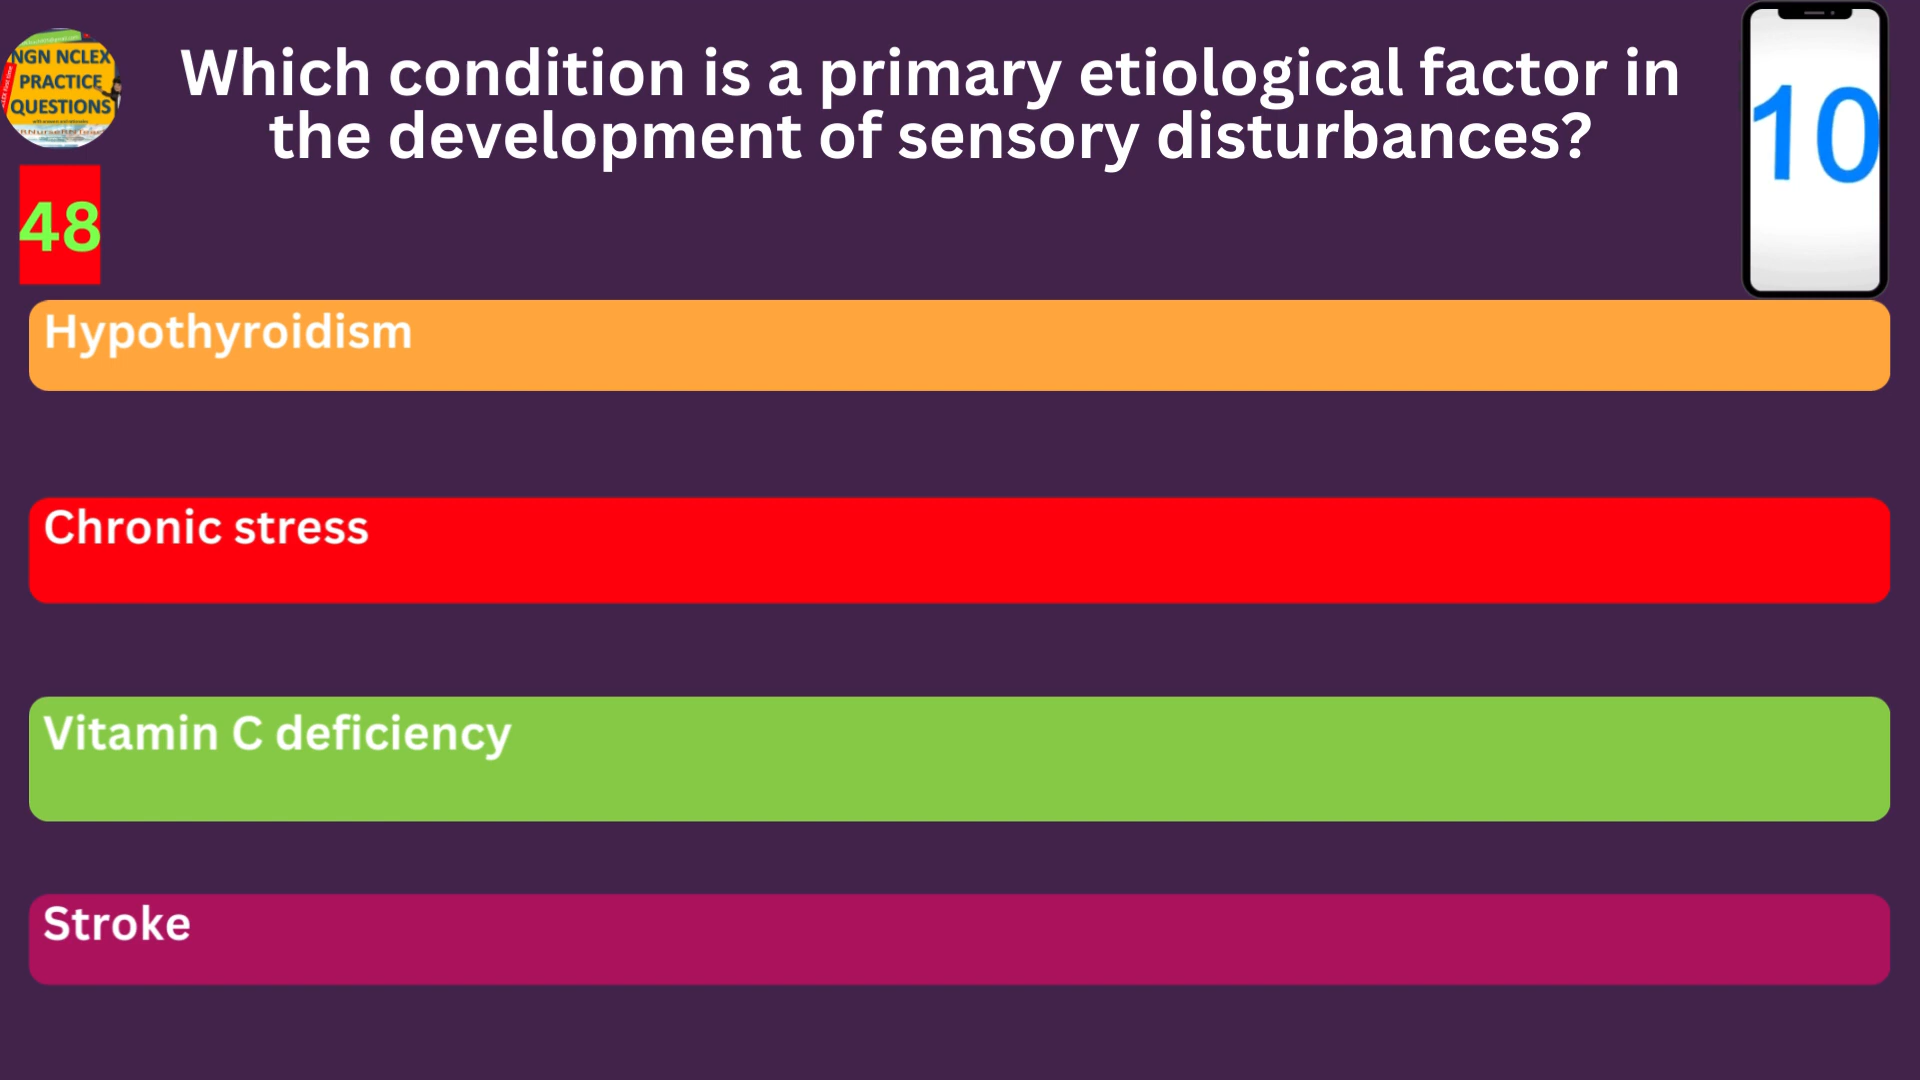 NGN NCLEX
PRACTICE
QUESTIONS
Which condition is a primary etiological factor in
the development of sensory disturbances?
10
48
Hypothyroidism
Chronic stress
Vitamin C deficiency
Stroke